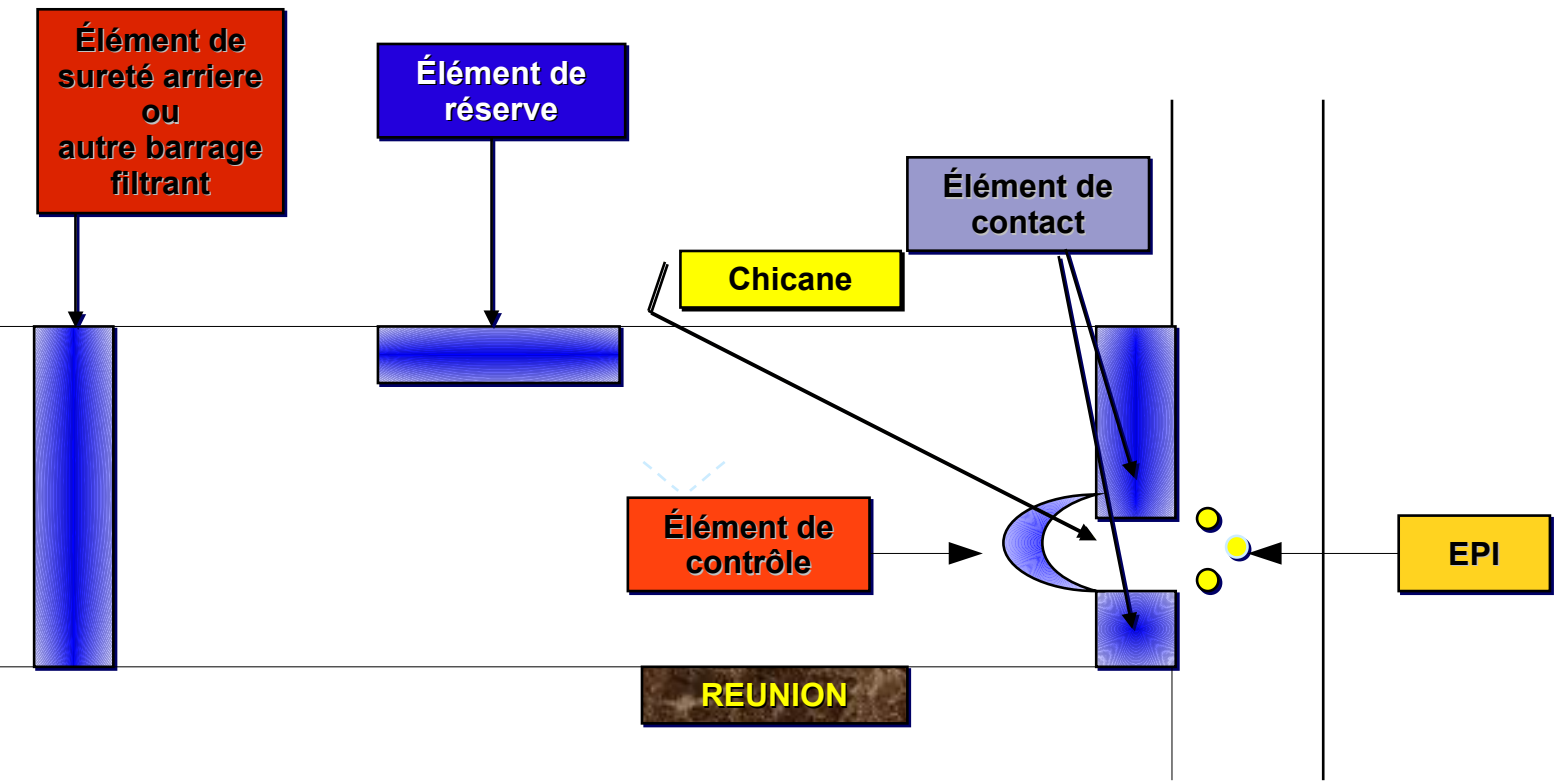 Élément de
sureté arriere
ou
autre barrage
filtrant
Élément de
réserve
Élément de
contact
Chicane
Élément de
contrôle
EPI
REUNION